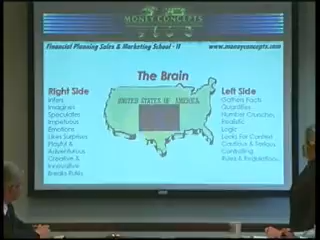 MONEY CONCEPTS
Financial Planning Sales & Marketing School - II
www.moneyconcepts.com
The Brain
Right Side
Infers
Imagines
Speculates
Impetuous
Emotions
Likes Surprises
Playful &
Adventurous
Creative &
Innovative
Breaks Rules
UNITED STATES OF AMERICA
Left Side
Gathers Facts
Quantifies
Number Cruncher
Realistic
Logic
Looks For Context
Cautious & Serious
Controlling
Rules & Regulations